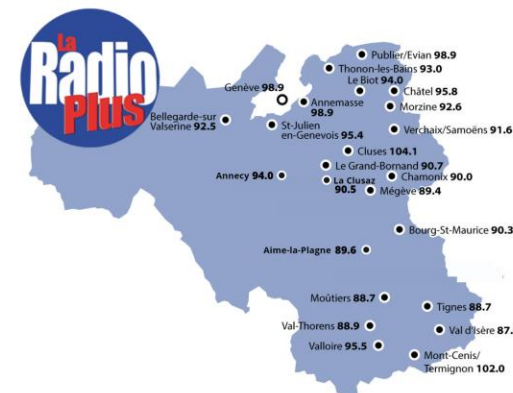 La
Radio
Plus
Publier/Evian 98.9
Thonon-les-Bains 93.0
Le Biot 94.0
Genève 98.9
Châtel 95.8
Annemasse
98.9
Morzine 92.6
Bellegarde-sur
Valserine 92.5
St-Julien
en-Genevois 95.4
Verchaix/Samoëns 91.6
Cluses 104.1
Le Grand-Bornand 90.7
Annecy 94.0
La Clusaz
90.5
Chamonix 90.0
Mégève 89.4
Bourg-St-Maurice 90.3
Aime-la-Plagne 89.6
Moûtiers 88.7
Tignes 88.7
Val-Thorens 88.9
Val d'Isère 87.
Valloire 95.5
Mont-Cenis/
Termignon 102.0